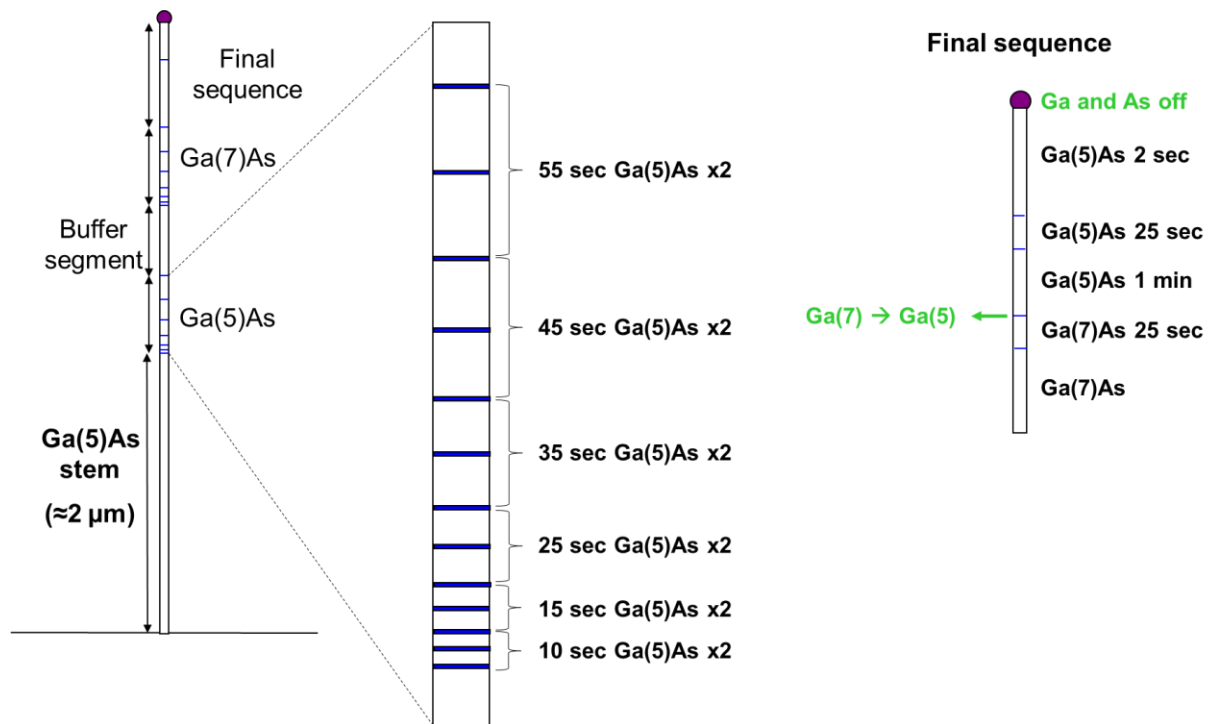 Final
sequence
Ga(7)As
Buffer
segment
Ga(5)As
Ga(5)As
stem
(≈2 μm)
55 sec Ga(5)As x2
45 sec Ga(5)As x2
35 sec Ga(5)As x2
25 sec Ga(5)As x2
15 sec Ga(5)As x2
10 sec Ga(5)As x2
Final sequence
Ga and As off
Ga(5)As 2 sec
Ga(5)As 25 sec
Ga(5)As 1 min
Ga(7) → Ga(5)
Ga(7)As 25 sec
Ga(7)As